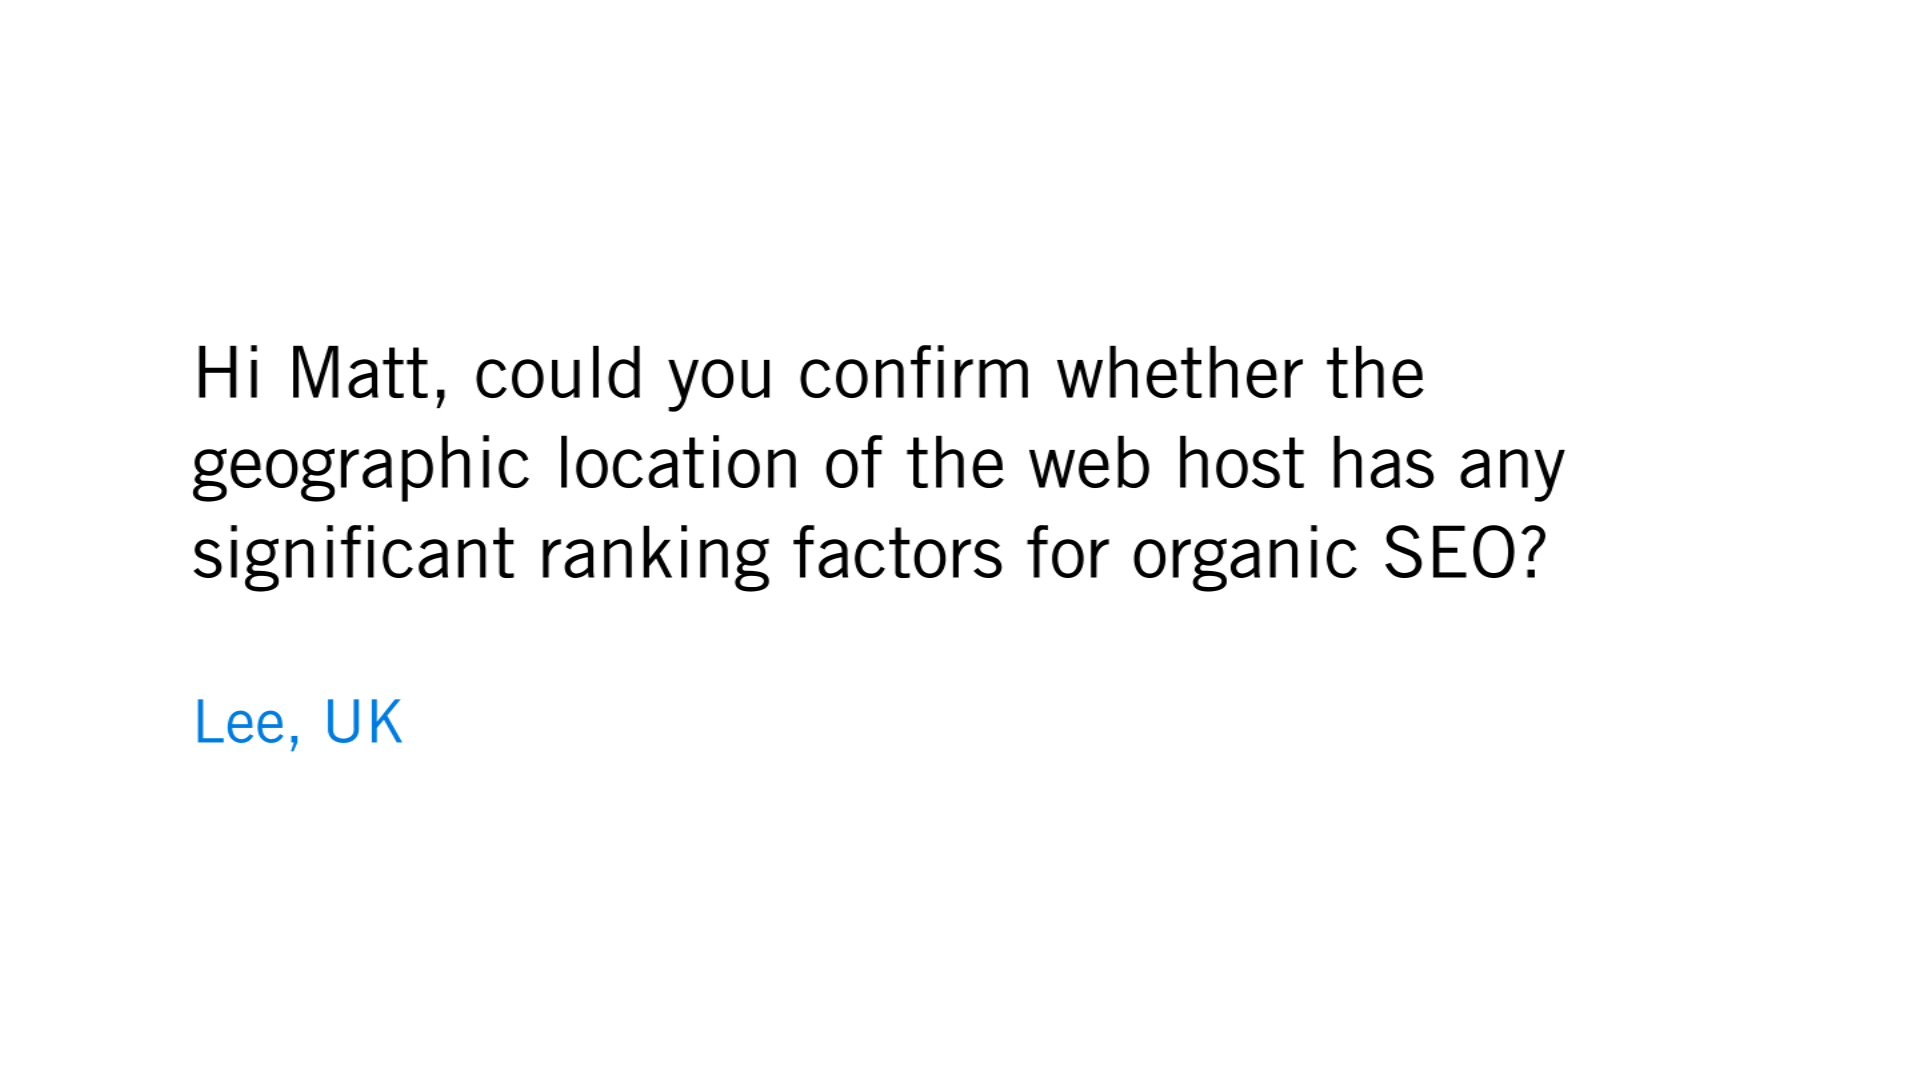 Hi Matt, could you confirm whether the
geographic location of the web host has any
significant ranking factors for organic SEO?
Lee, UK